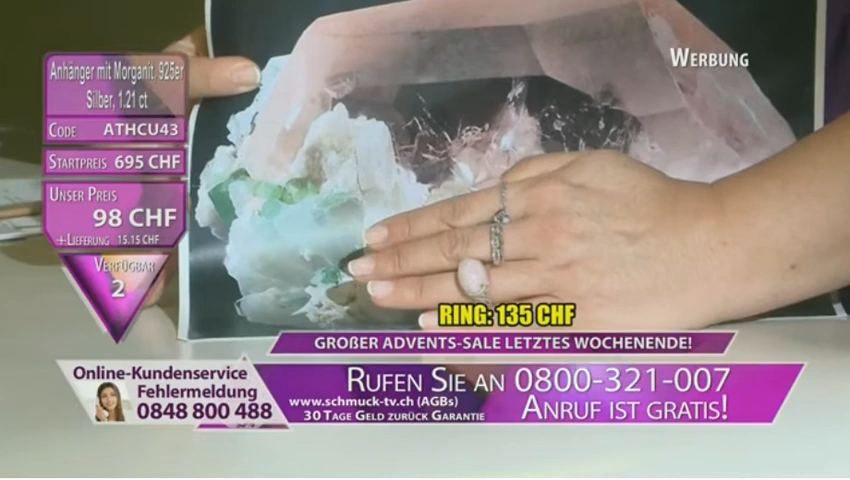 Werbung
Anhänger mit Morganit. 925er
Silber, 1.21 ct
Code ATHCU43
Startpreis 695 CHF
Unser Preis
98 CHF
+Lieferung 15.15 CHF
Verfügbar
2
RING: 135 CHF
GROßER ADVENTS-SALE LETZTES WOCHENENDE!
Online-Kundenservice
Fehlermeldung
0848 800 488
Rufen Sie an 0800-321-007
www.schmuck-tv.ch (AGBs)
30 Tage Geld zurück Garantie
Anruf ist gratis!